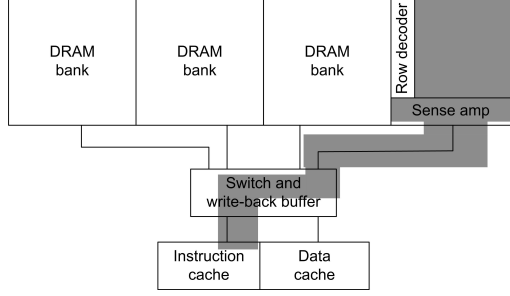 DRAM
bank
DRAM
bank
DRAM
bank
Row decoder
Sense amp
Switch and
write-back buffer
Instruction
cache
Data
cache